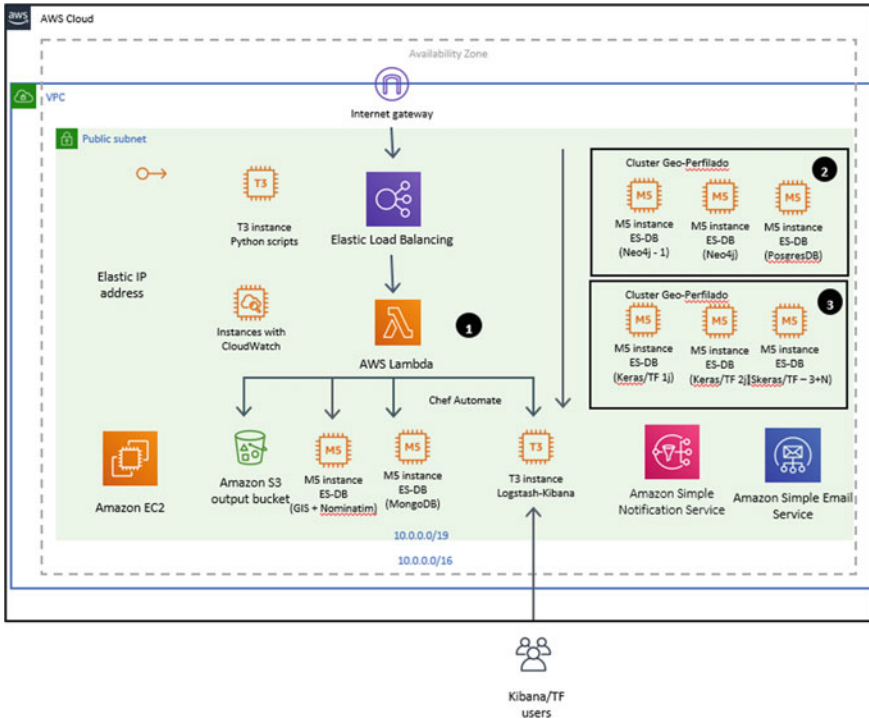 aws
AWS Cloud
Availability Zone
VPC
Internet gateway
Public subnet
T3
T3 instance
Python scripts
Elastic IP
address
Instances with
CloudWatch
Elastic Load Balancing
1
AWS Lambda
Chef Automate
Cluster Geo-Perfilado
2
M5
M5
M5
M5 instance
ES-DB
(Neo4j - 1)
M5 instance
ES-DB
(Neo4j)
M5 instance
ES-DB
(PosgresDB)
Cluster Geo-Perfilado
3
M5
M5
M5
M5 instance
ES-DB
(Keras/TF 1j)
M5 instance
ES-DB
(Keras/TF 2j)
M5 instance
ES-DB
[Skeras/TF – 3+N)
Amazon EC2
Amazon S3
output bucket
M5
M5 instance
ES-DB
(GIS + Nominatim)
M5
M5 instance
ES-DB
(MongoDB)
T3
T3 instance
Logstash-Kibana
Amazon Simple
Notification Service
Amazon Simple Email
Service
10.0.0.0/19
10.0.0.0/16
Kibana/TF
users